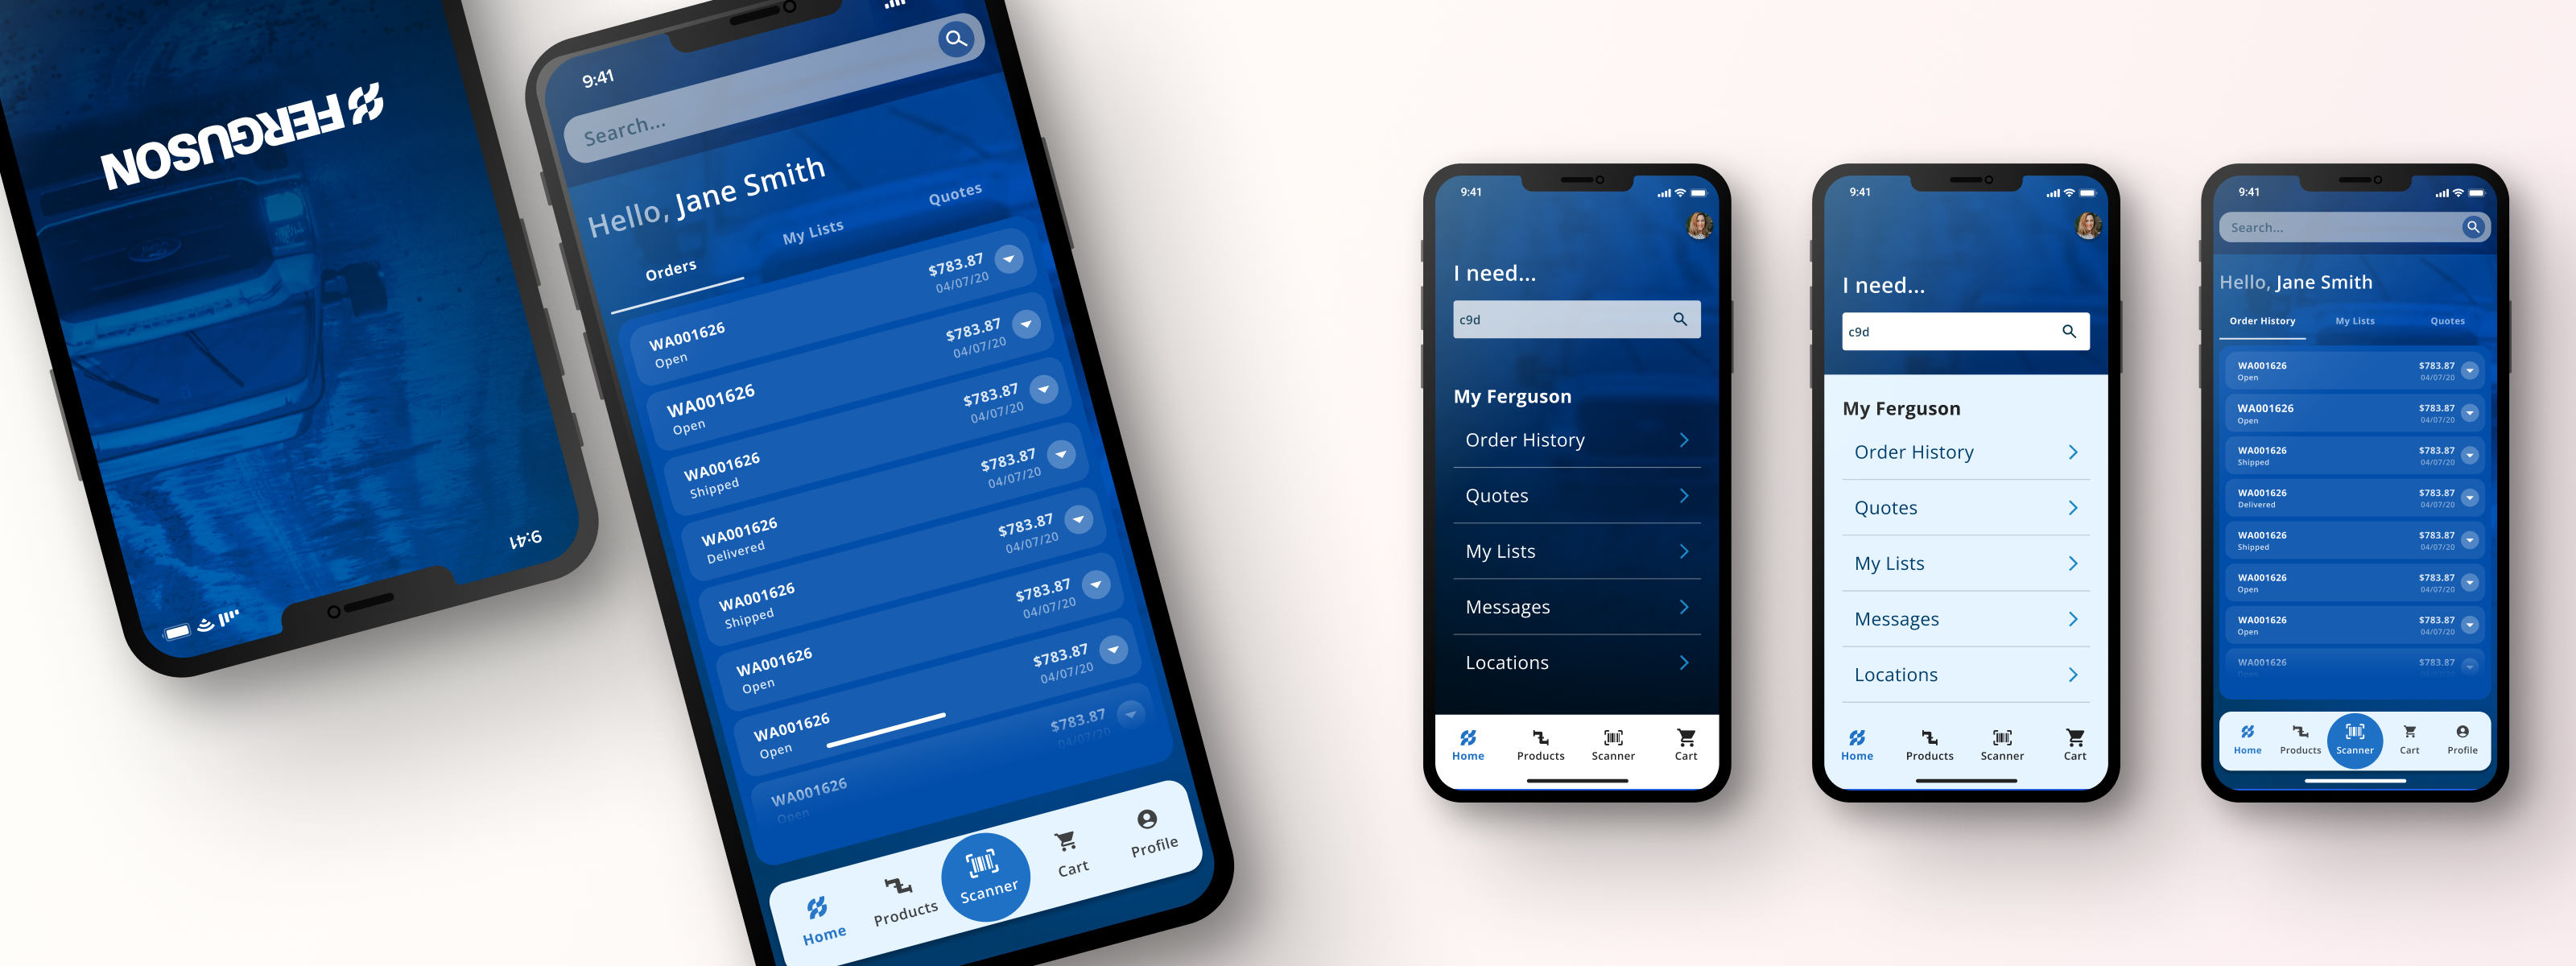 FERGUSON
9:41
9:41
Search...
Hello, Jane Smith
Orders
My Lists
Quotes
WA001626
Open
$783.87
04/07/20
WA001626
Open
$783.87
04/07/20
WA001626
Shipped
$783.87
04/07/20
WA001626
Delivered
$783.87
04/07/20
WA001626
Shipped
$783.87
04/07/20
WA001626
Open
$783.87
04/07/20
WA001626
Open
$783.87
04/07/20
WA001626
Open
$783.87
04/07/20
Home
Products
Scanner
Cart
Profile
9:41
I need...
c9d
My Ferguson
Order History
Quotes
My Lists
Messages
Locations
Home
Products
Scanner
Cart
9:41
I need...
c9d
My Ferguson
Order History
Quotes
My Lists
Messages
Locations
Home
Products
Scanner
Cart
9:41
Search...
Hello, Jane Smith
Order History
My Lists
Quotes
WA001626
Open
$783.87
04/07/20
WA001626
Open
$783.87
04/07/20
WA001626
Shipped
$783.87
04/07/20
WA001626
Delivered
$783.87
04/07/20
WA001626
Shipped
$783.87
04/07/20
WA001626
Open
$783.87
04/07/20
WA001626
Open
$783.87
04/07/20
WA001626
Open
$783.87
Home
Products
Scanner
Cart
Profile